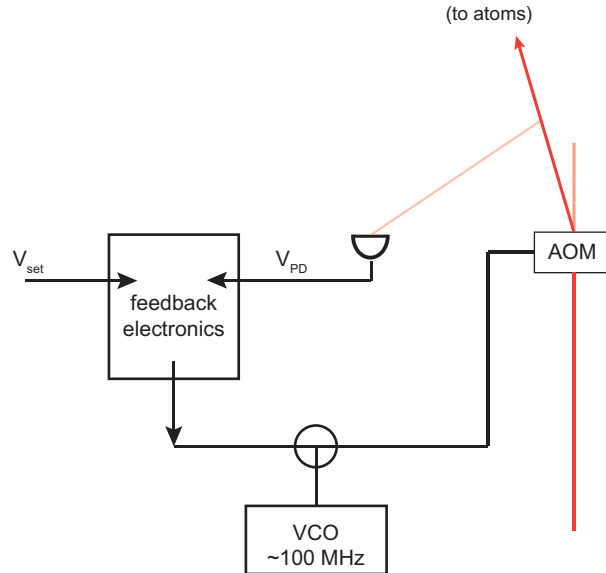 (to atoms)
AOM
V_set
V_PD
feedback
electronics
VCO
~100 MHz